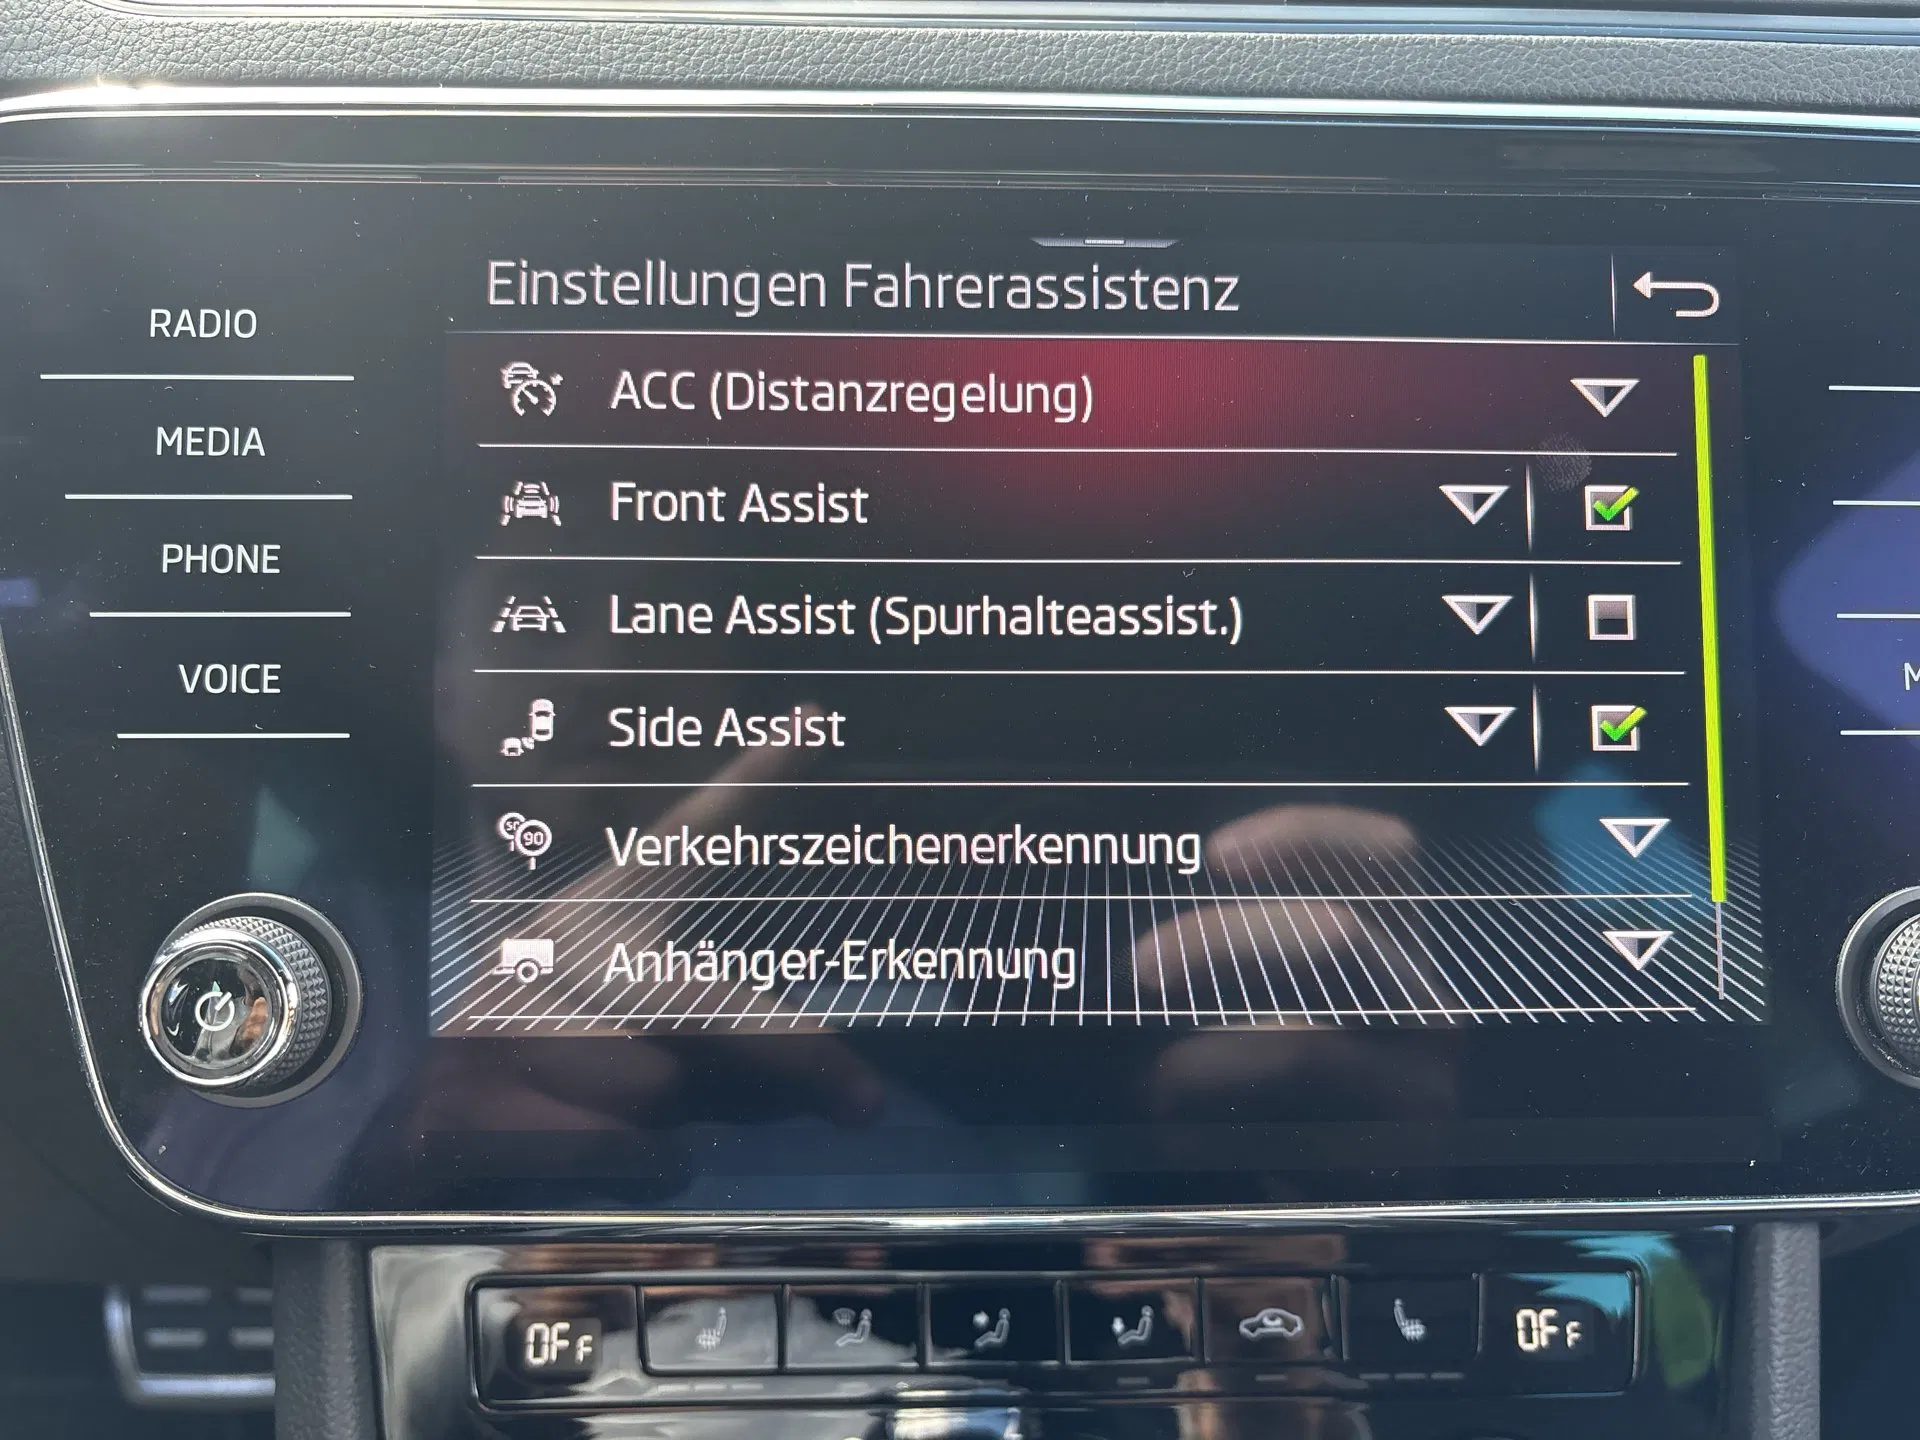 Einstellungen Fahrerassistenz
RADIO
MEDIA
PHONE
VOICE
ACC (Distanzregelung)
Front Assist
Lane Assist (Spurhalteassist.)
Side Assist
90
Verkehrszeichenerkennung
Anhänger-Erkennung
M
OFF
OFF